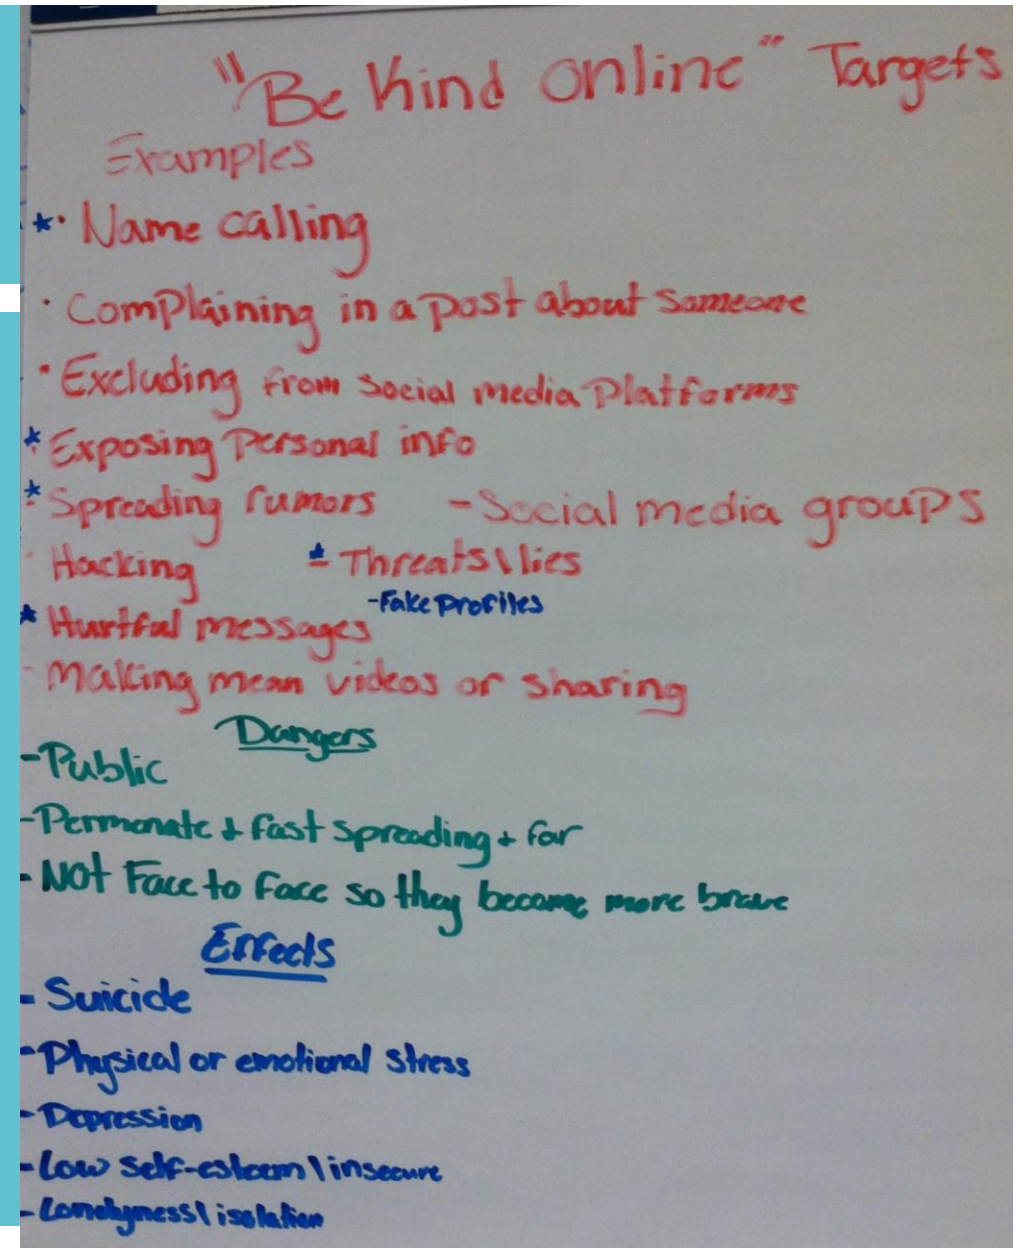 "Be Kind online" Targets
Examples
* · Name calling
· Complaining in a post about someone
· Excluding from social media Platforms
* Exposing Personal info
* Spreading rumors - Social media groups
· Hacking * Threats \ lies
-Fake profiles
* Hurtful messages
- Making mean videos or sharing
Dangers
- Public
- Permanate + fast spreading + far
- Not Face to face so they become more brave
Effects
- Suicide
- Physical or emotional stress
- Depression
- Low self-esteem \ insecure
- Lonelyness \ isolation